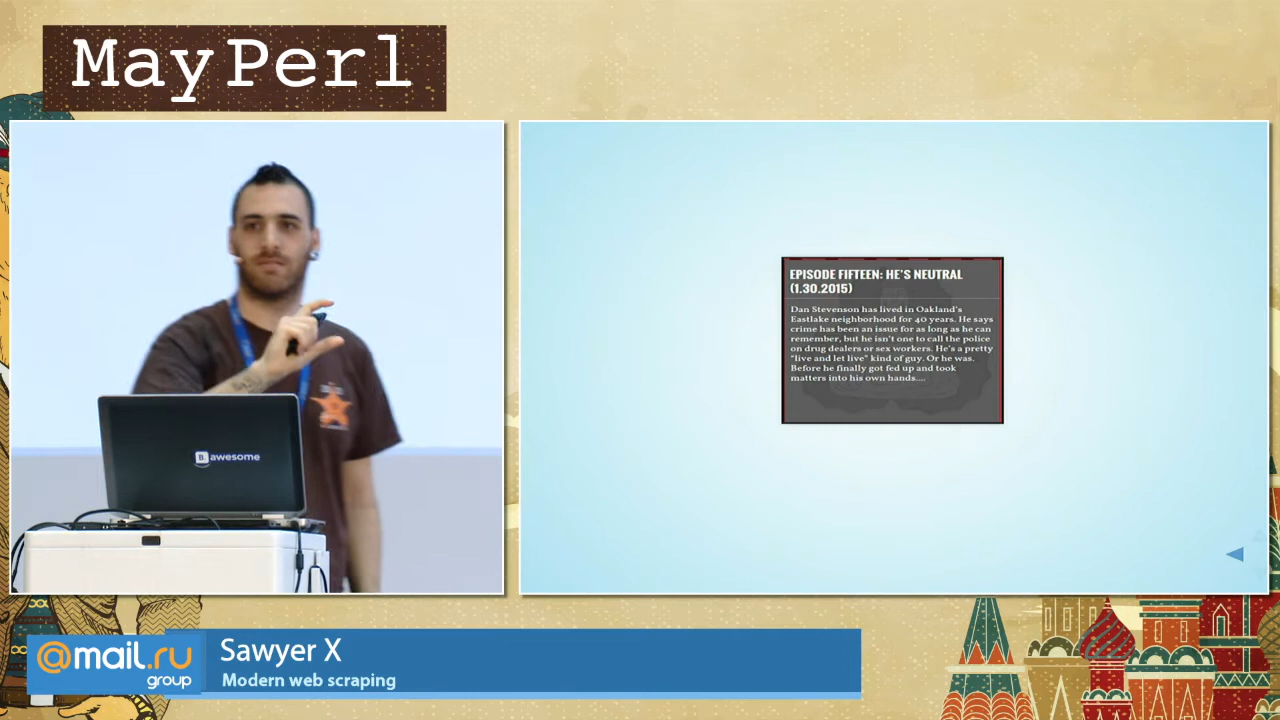 May Perl
EPISODE FIFTEEN: HE'S NEUTRAL
(1.30.2015)
Dan Stevenson has lived in Oakland's
Eastlake neighborhood for 40 years. He says
crime has been an issue for as long as he can
remember, but he isn't one to call the police
on drug dealers or sex workers. He's a pretty
"live and let live" kind of guy. Or he was.
Before he finally got fed up and took
matters into his own hands....
B. awesome
@mail.ru
group
Sawyer X
Modern web scraping